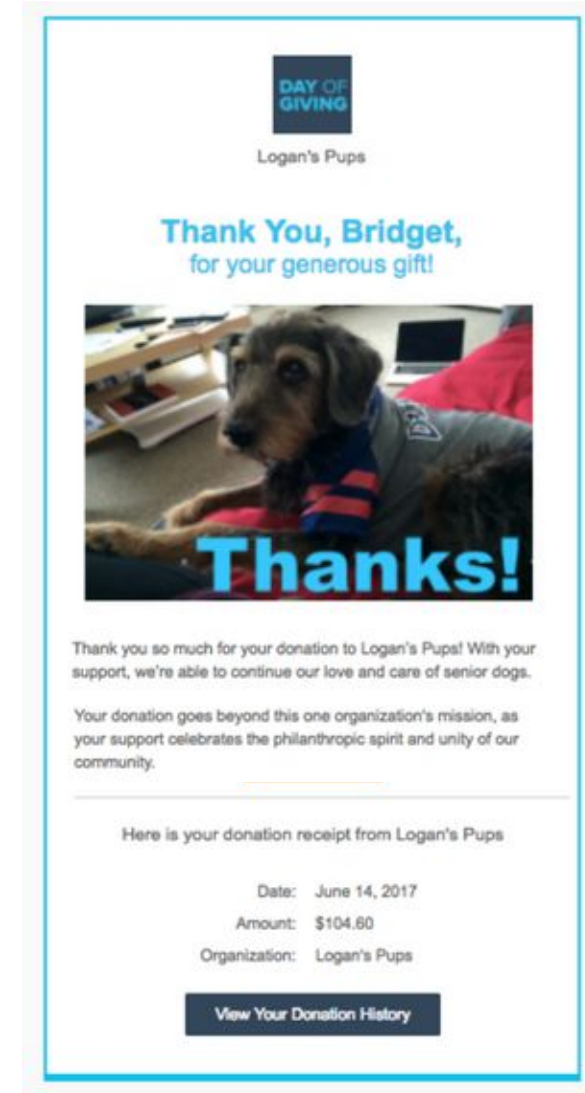 DAY OF
GIVING
Logan's Pups
Thank You, Bridget,
for your generous gift!
Thanks!
Thank you so much for your donation to Logan's Pups! With your
support, we're able to continue our love and care of senior dogs.
Your donation goes beyond this one organization's mission, as
your support celebrates the philanthropic spirit and unity of our
community.
Here is your donation receipt from Logan's Pups
Date: June 14, 2017
Amount: $104.60
Organization: Logan's Pups
View Your Donation History